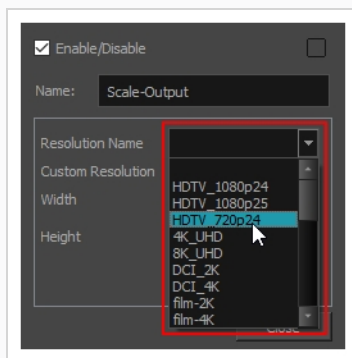 Enable/Disable
Name: Scale-Output
Resolution Name
Custom Resolution
Width
Height
HDTV_1080p24
HDTV_1080p25
HDTV_720p24
4K_UHD
8K_UHD
DCI_2K
DCI_4K
film-2K
film-4K
Close